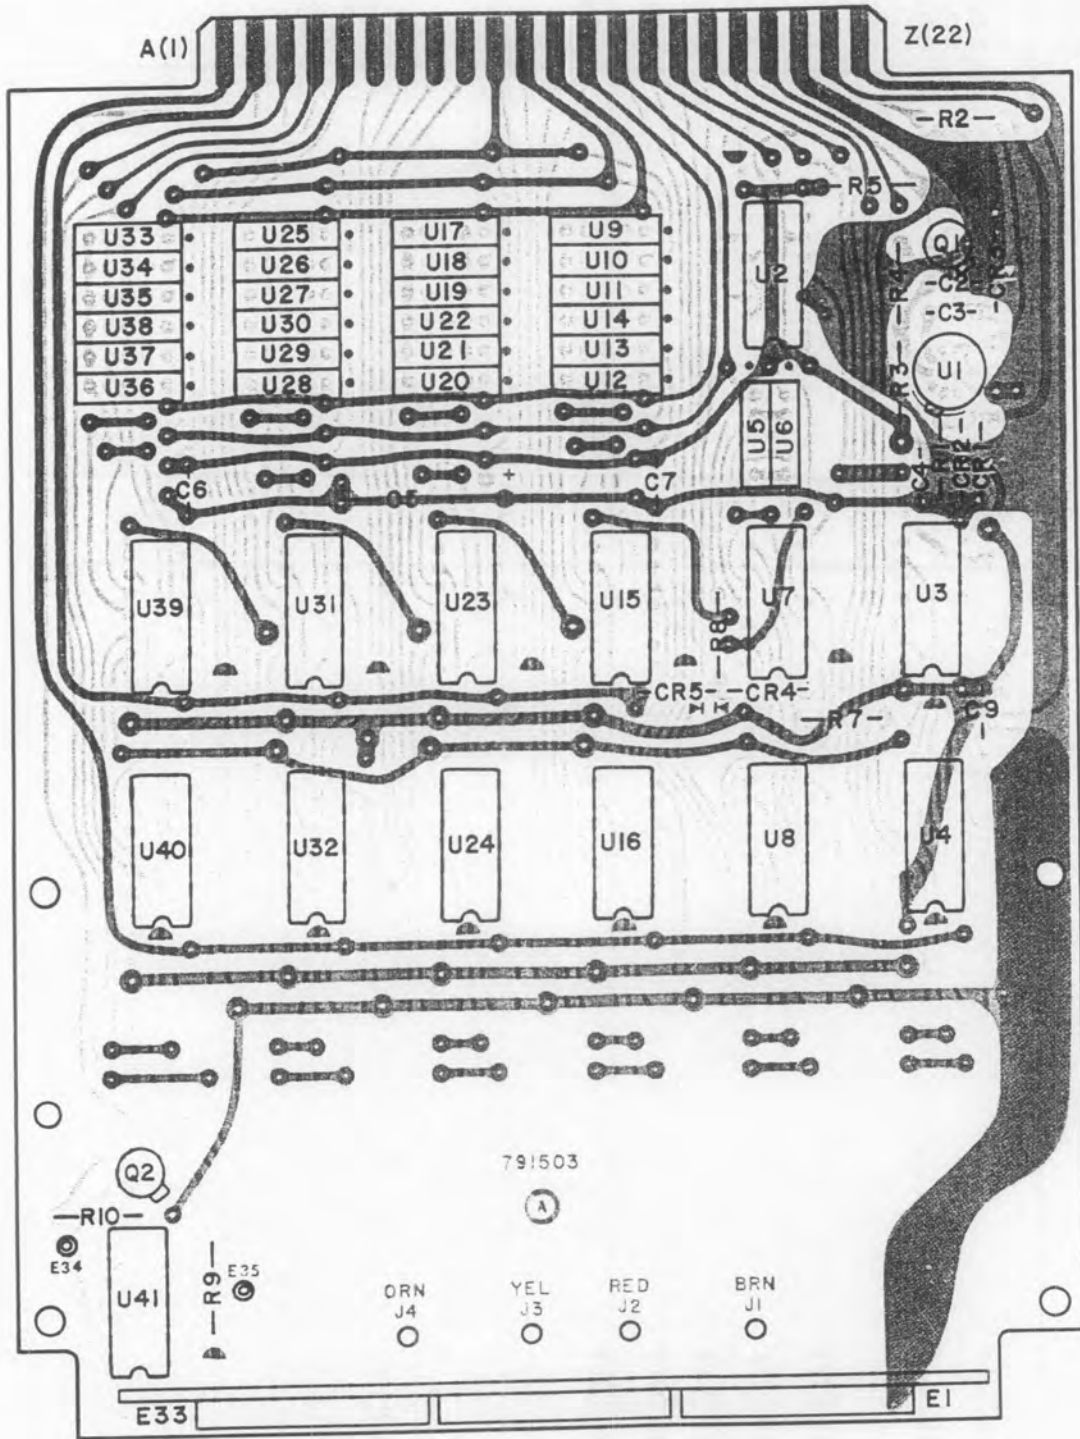 A(1)
Z(22)
-R2-
-R5-
U33 U25 U17 U9
U34 U26 U18 U10
U35 U27 U19 U11
U38 U30 U22 U14
U37 U29 U21 U13
U36 U28 U20 U12
U2
Q1
-R4-
-C2-
-C3-
-R3-
U1
U5
U6
C4-
-R1-
CR2-
C6
+
C7
U39
U31
U23
U15
-R8-
U7
U3
-CR5-
-CR4-
-R7-
C9
U40
U32
U24
U16
U8
U4
791503
A
Q2
-R10-
E34
-R9-
E35
U41
ORN
J4
YEL
J3
RED
J2
BRN
J1
E33
E1